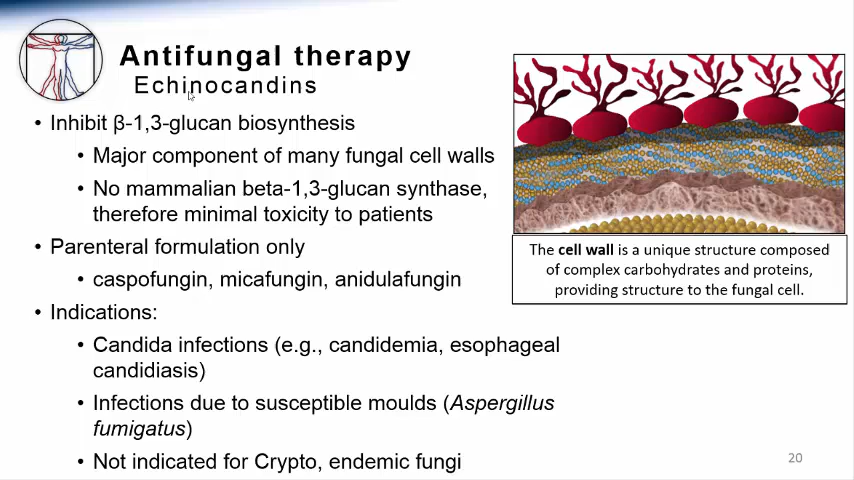 Antifungal therapy
Echinocandins
• Inhibit β-1,3-glucan biosynthesis
• Major component of many fungal cell walls
• No mammalian beta-1,3-glucan synthase,
therefore minimal toxicity to patients
• Parenteral formulation only
• caspofungin, micafungin, anidulafungin
• Indications:
• Candida infections (e.g., candidemia, esophageal
candidiasis)
• Infections due to susceptible moulds (Aspergillus
fumigatus)
• Not indicated for Crypto, endemic fungi
The cell wall is a unique structure composed
of complex carbohydrates and proteins,
providing structure to the fungal cell.
20